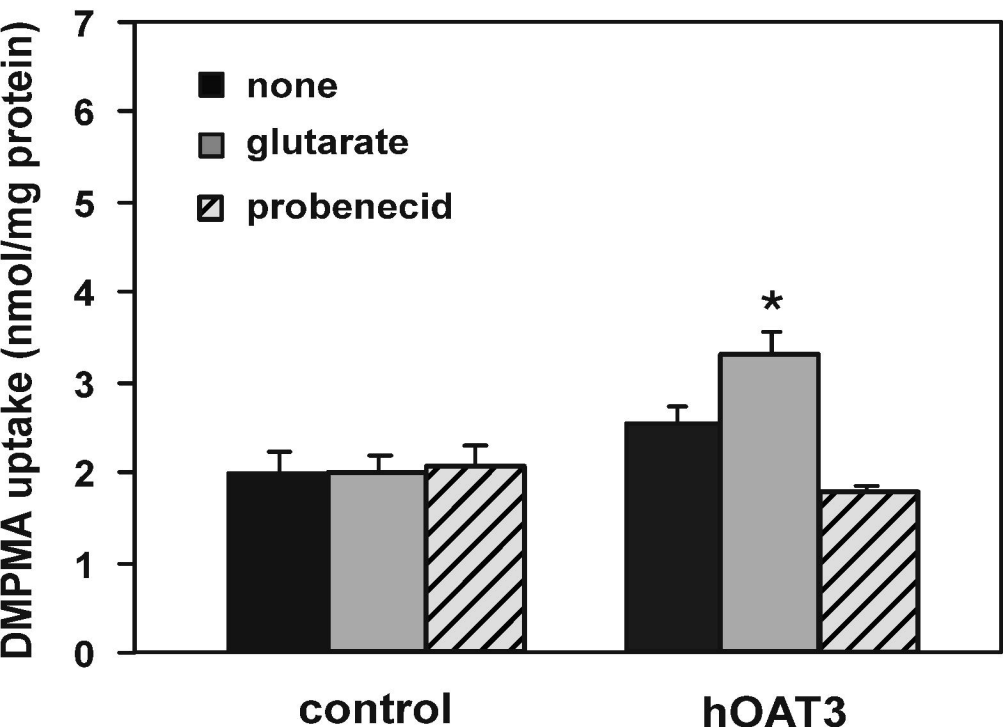 DMPMA uptake (nmol/mg protein)
7
6
5
4
3
2
1
0
none
glutarate
probenecid
*
control
hOAT3